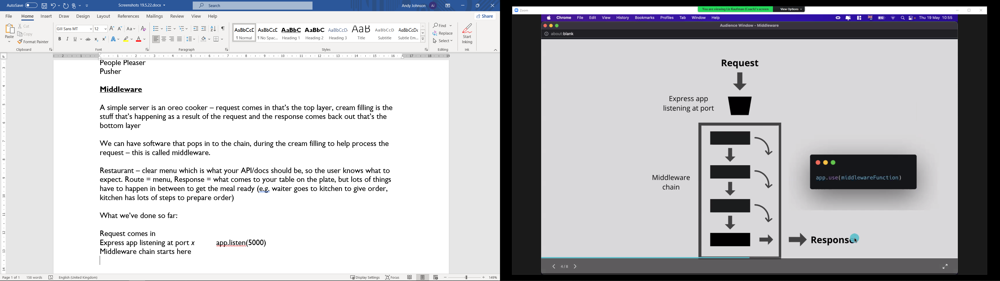 AutoSave
Screenshots 19.5.22.docx
Search
Andy Johnson
AJ
File Home Insert Draw Design Layout References Mailings Review View Help
Share
Paste
Cut
Copy
Format Painter
Clipboard
Gill Sans MT
12
Font
Paragraph
AaBbCcD AaBbCcD AaBbC AaBbC AaBbCcD AaB AaBbCcD AaBbCcDc
¶ Normal ¶ No Spac... Heading 1 Heading 2 Heading 3 Title Subtitle Subtle Em...
Styles
Find
Replace
Select
Editing
Start
Inking
Ink
People Pleaser
Pusher
Middleware
A simple server is an oreo cooker – request comes in that's the top layer, cream filling is the
stuff that's happening as a result of the request and the response comes back out that's the
bottom layer
We can have software that pops in to the chain, during the cream filling to help process the
request – this is called middleware.
Restaurant – clear menu which is what your API/docs should be, so the user knows what to
expect. Route = menu, Response = what comes to your table on the plate, but lots of things
have to happen in between to get the meal ready (e.g. waiter goes to kitchen to give order,
kitchen has lots of steps to prepare order)
What we've done so far:
Request comes in
Express app listening at port x app.listen(5000)
Middleware chain starts here
Page 1 of 1 158 words English (United Kingdom) Display Settings Focus 149%
Zoom
You are viewing Liz Kaufman (Coach)'s screen
View Options
Chrome File Edit View History Bookmarks Profiles Tab Window Help
Thu 19 May 10:55
Audience Window - Middleware
about:blank
Request
Express app
listening at port
Middleware
chain
app.use(middlewareFunction)
Response
4 / 8